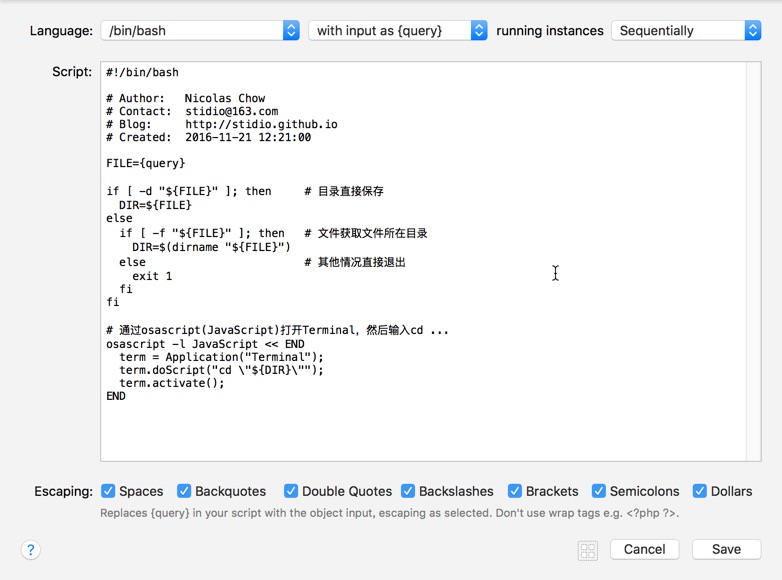 Language: /bin/bash with input as {query} running instances Sequentially
Script:
#!/bin/bash
# Author:   Nicolas Chow
# Contact:  stidio@163.com
# Blog:     http://stidio.github.io
# Created:  2016-11-21 12:21:00
FILE={query}
if [ -d "${FILE}" ]; then     # 目录直接保存
  DIR=${FILE}
else
  if [ -f "${FILE}" ]; then   # 文件获取文件所在目录
    DIR=$(dirname "${FILE}")
  else                        # 其他情况直接退出
    exit 1
  fi
fi
# 通过osascript(JavaScript)打开Terminal，然后输入cd ...
osascript -l JavaScript << END
  term = Application("Terminal");
  term.doScript("cd \"${DIR}\"");
  term.activate();
END
Escaping: Spaces Backquotes Double Quotes Backslashes Brackets Semicolons Dollars
Replaces {query} in your script with the object input, escaping as selected. Don't use wrap tags e.g. <?php ?>.
? Cancel Save